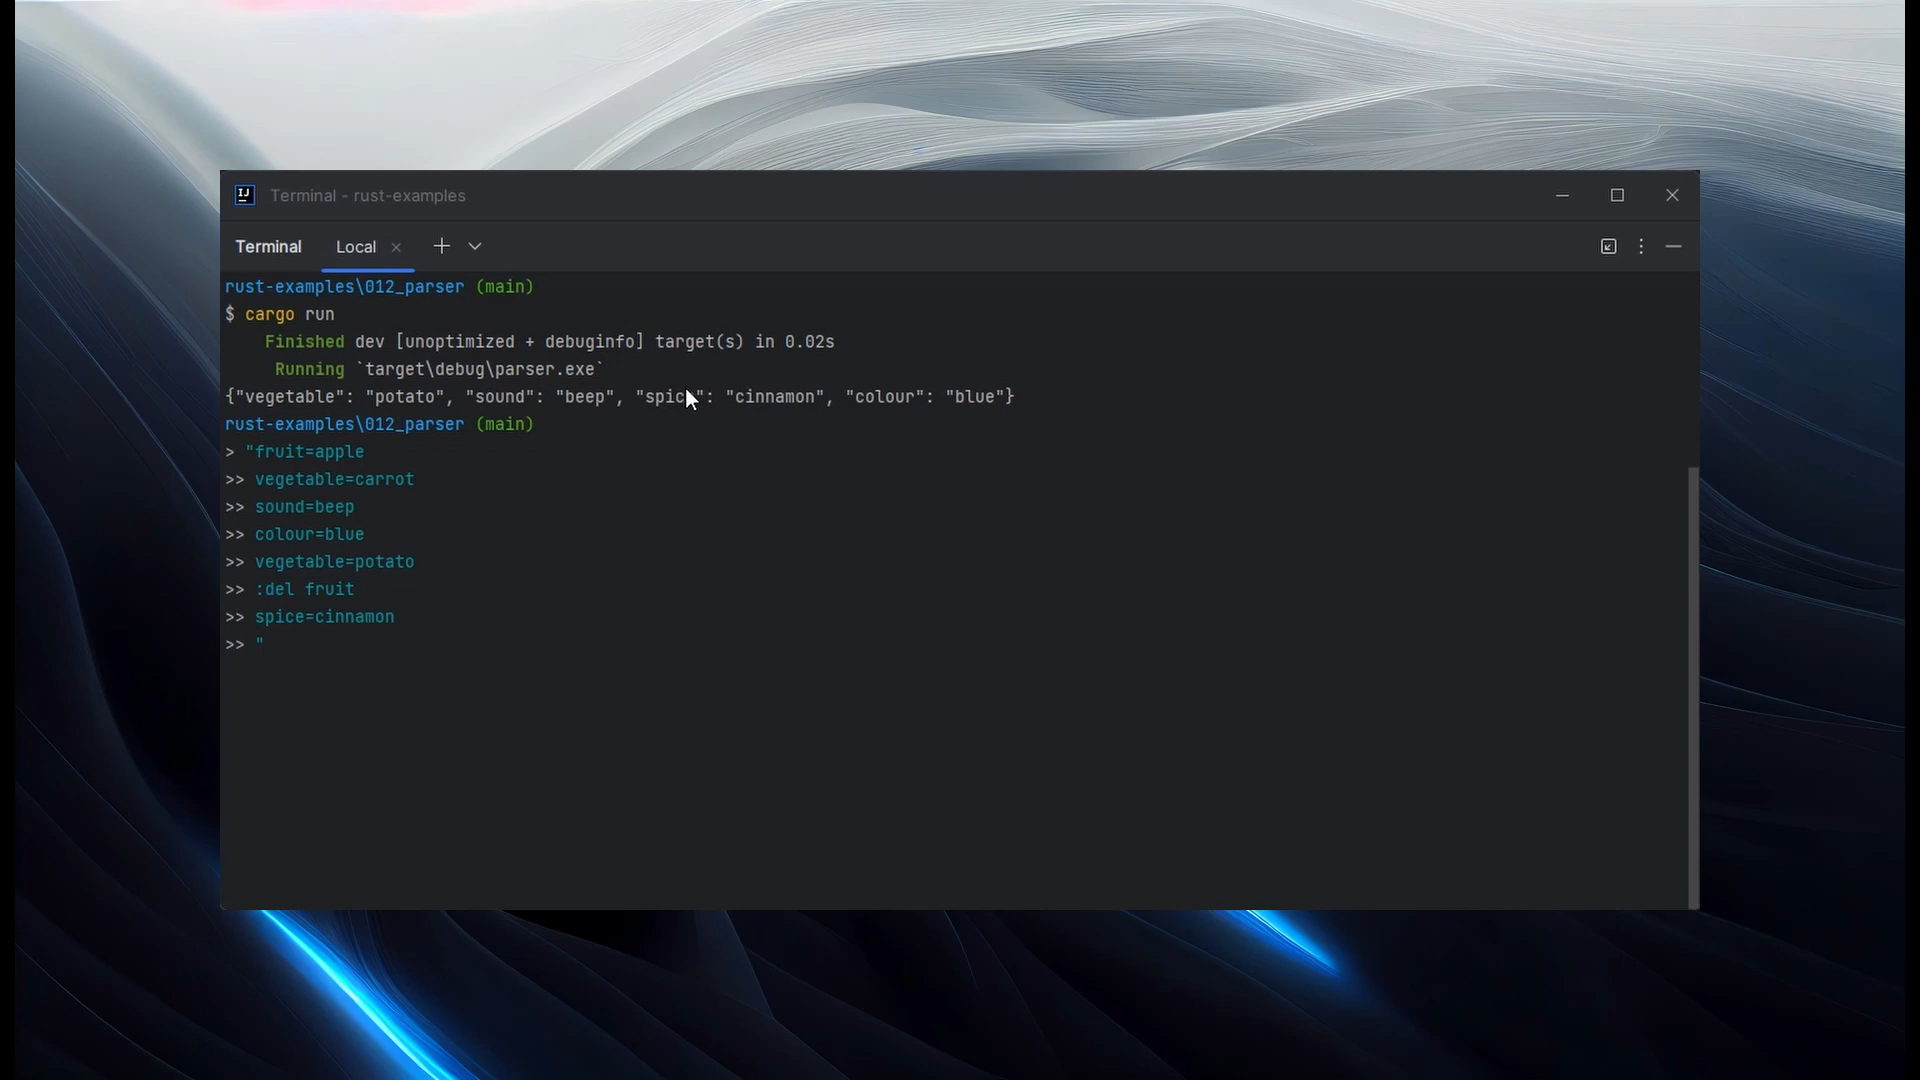 IJ
Terminal - rust-examples
Terminal Local
rust-examples\012_parser (main)
$ cargo run
Finished dev [unoptimized + debuginfo] target(s) in 0.02s
Running `target\debug\parser.exe`
{"vegetable": "potato", "sound": "beep", "spice": "cinnamon", "colour": "blue"}
rust-examples\012_parser (main)
> "fruit=apple
>> vegetable=carrot
>> sound=beep
>> colour=blue
>> vegetable=potato
>> :del fruit
>> spice=cinnamon
>> "